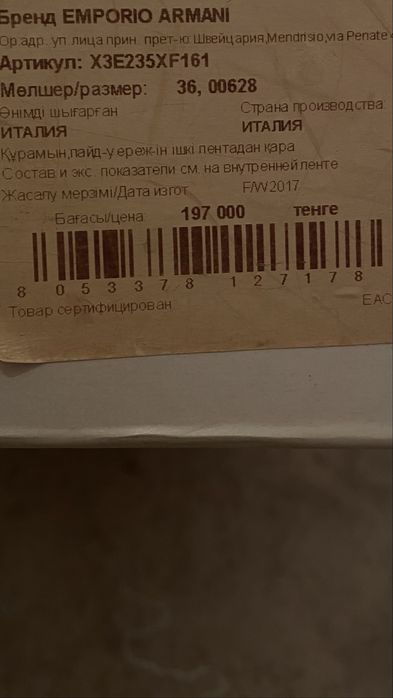 Бренд EMPORIO ARMANI
Ор.адр. уп.лица прин. прет-ю Швейцария,Mendrisio,via Penate
Артикул: X3E235XF161
Мөлшер/размер: 36, 00628
Өнімді шығарған Страна производства:
ИТАЛИЯ ИТАЛИЯ
Құрамын,пайд-у ереж-ін ішкі лентадан қара
Состав и экс. показатели см. на внутренней ленте
Жасалу мерзімі/Дата изгот. F/W2017
Бағасы/цена: 197 000 тенге
8 053378 127178
Товар сертифицирован ЕАС